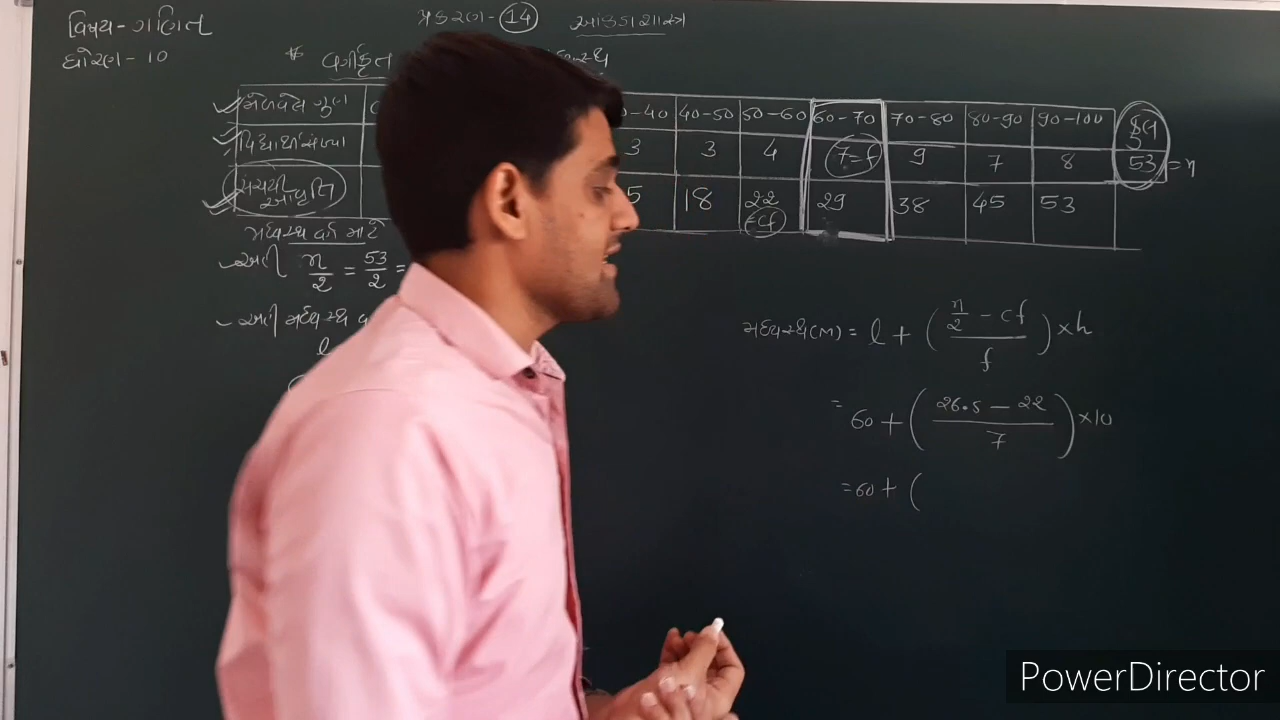 વિષય - ગણિત
પ્રકરણ - 14 આંકડાશાસ્ત્ર
ધોરણ - 10
* વર્ગીકૃત
મેળવેલ ગુણ 0-40 40-50 50-60 60-70 70-80 80-90 90-100 કુલ
વિદ્યાર્થી સંખ્યા 3 3 4 7=f 9 7 8 53 = n
સંચયી આવૃત્તિ 5 18 22 =cf 29 38 45 53
મધ્યસ્થ વર્ગ માટે
અહીં n/2 = 53/2 =
અહીં મધ્યસ્થ વ
l
મધ્યસ્થ (M) = l + ( (n/2 - cf) / f ) × h
= 60 + ( (26.5 - 22) / 7 ) × 10
= 60 + (
PowerDirector